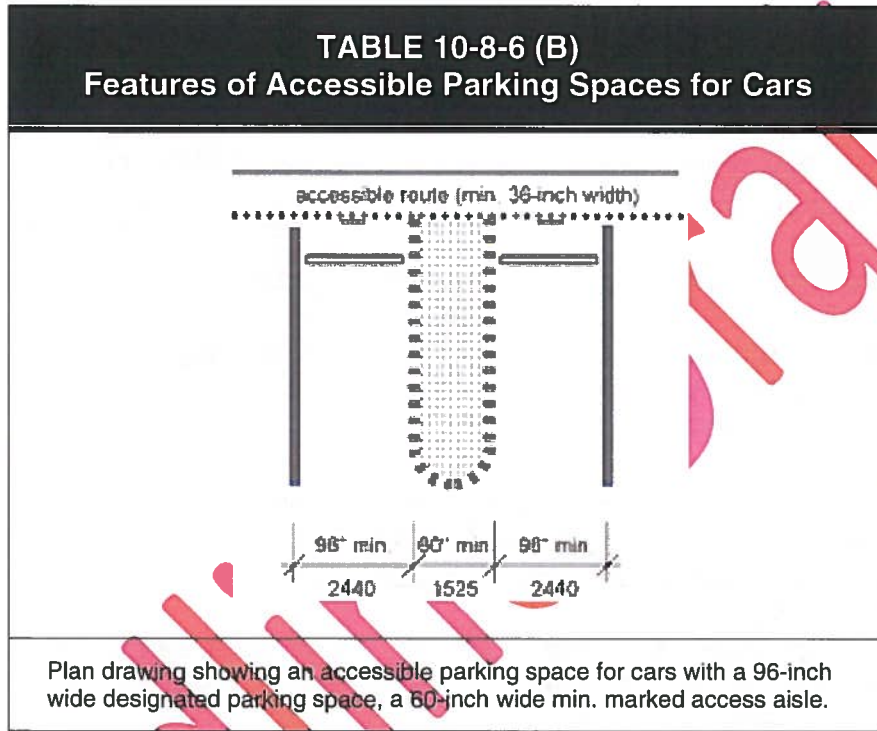 TABLE 10-8-6 (B)
Features of Accessible Parking Spaces for Cars
accessible route (min. 36-inch width)
96" min 60" min 96" min
2440 1525 2440
Plan drawing showing an accessible parking space for cars with a 96-inch
wide designated parking space, a 60-inch wide min. marked access aisle.